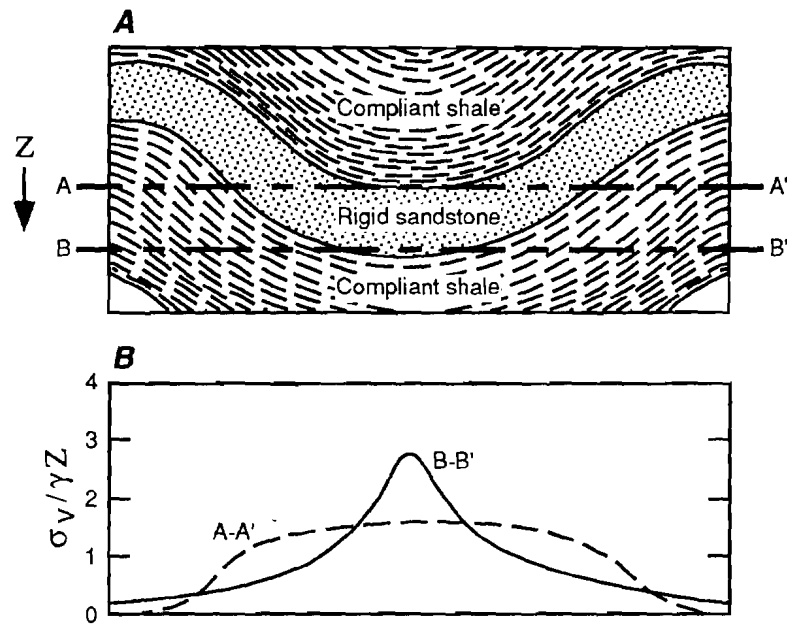 A
Compliant shale
Z
A A'
Rigid sandstone
B B'
Compliant shale
B
4
3
2
1
0
σV/γZ
B-B'
A-A'